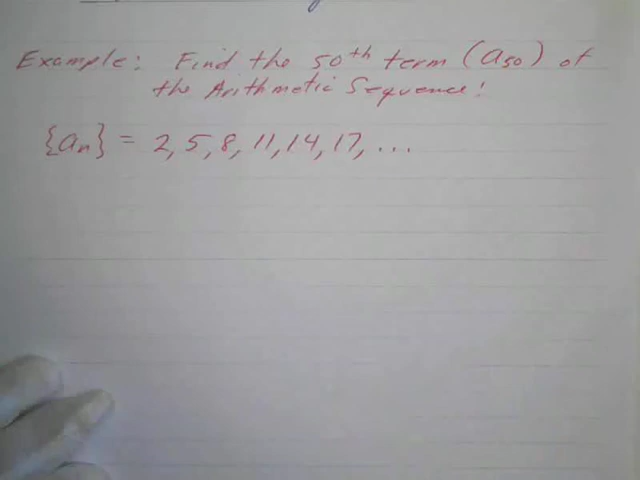 Example: Find the 50th term (a50) of
the Arithmetic Sequence!
{an} = 2, 5, 8, 11, 14, 17, ...